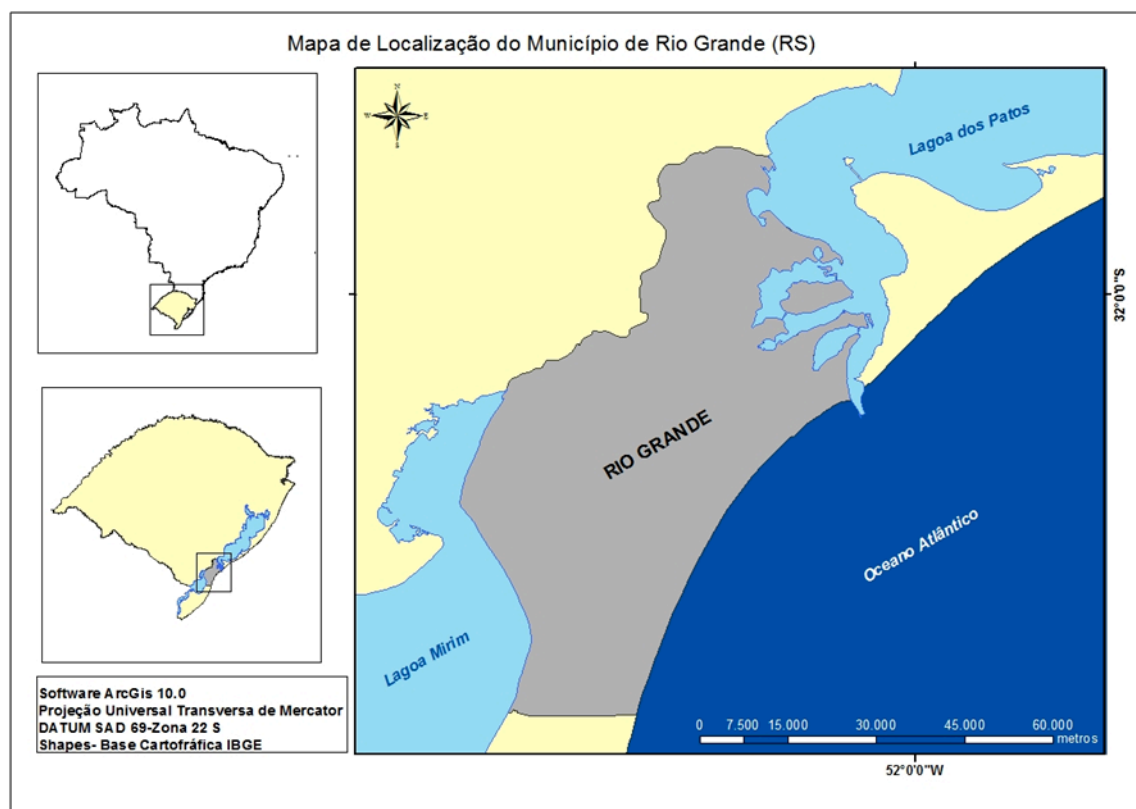 Mapa de Localização do Município de Rio Grande (RS)
N
W
E
S
Lagoa dos Patos
32°0'0"S
RIO GRANDE
Oceano Atlântico
Lagoa Mirim
Software ArcGis 10.0
Projeção Universal Transversa de Mercator
DATUM SAD 69-Zona 22 S
Shapes- Base Cartofráfica IBGE
0 7.500 15.000 30.000 45.000 60.000
metros
52°0'0"W